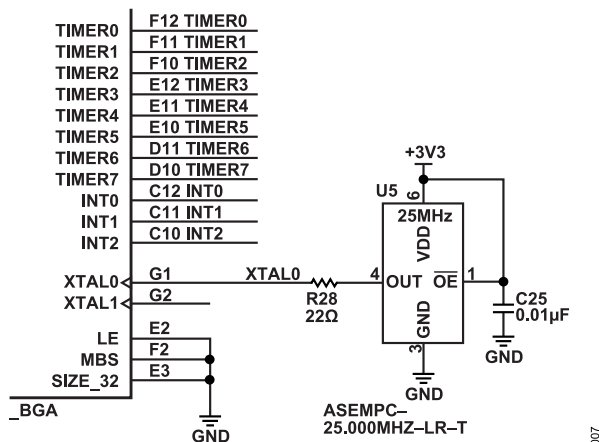 TIMER0 F12 TIMER0
TIMER1 F11 TIMER1
TIMER2 F10 TIMER2
TIMER3 E12 TIMER3
TIMER4 E11 TIMER4
TIMER5 E10 TIMER5
TIMER6 D11 TIMER6
TIMER7 D10 TIMER7
INT0 C12 INT0
INT1 C11 INT1
INT2 C10 INT2
XTAL0 G1 XTAL0
XTAL1 G2
LE E2
MBS F2
SIZE_32 E3
_BGA
GND
R28
22Ω
+3V3
U5
6
25MHz
VDD
4 OUT OE 1
GND
3
GND
C25
0.01µF
GND
ASEMPC–
25.000MHZ–LR–T
007